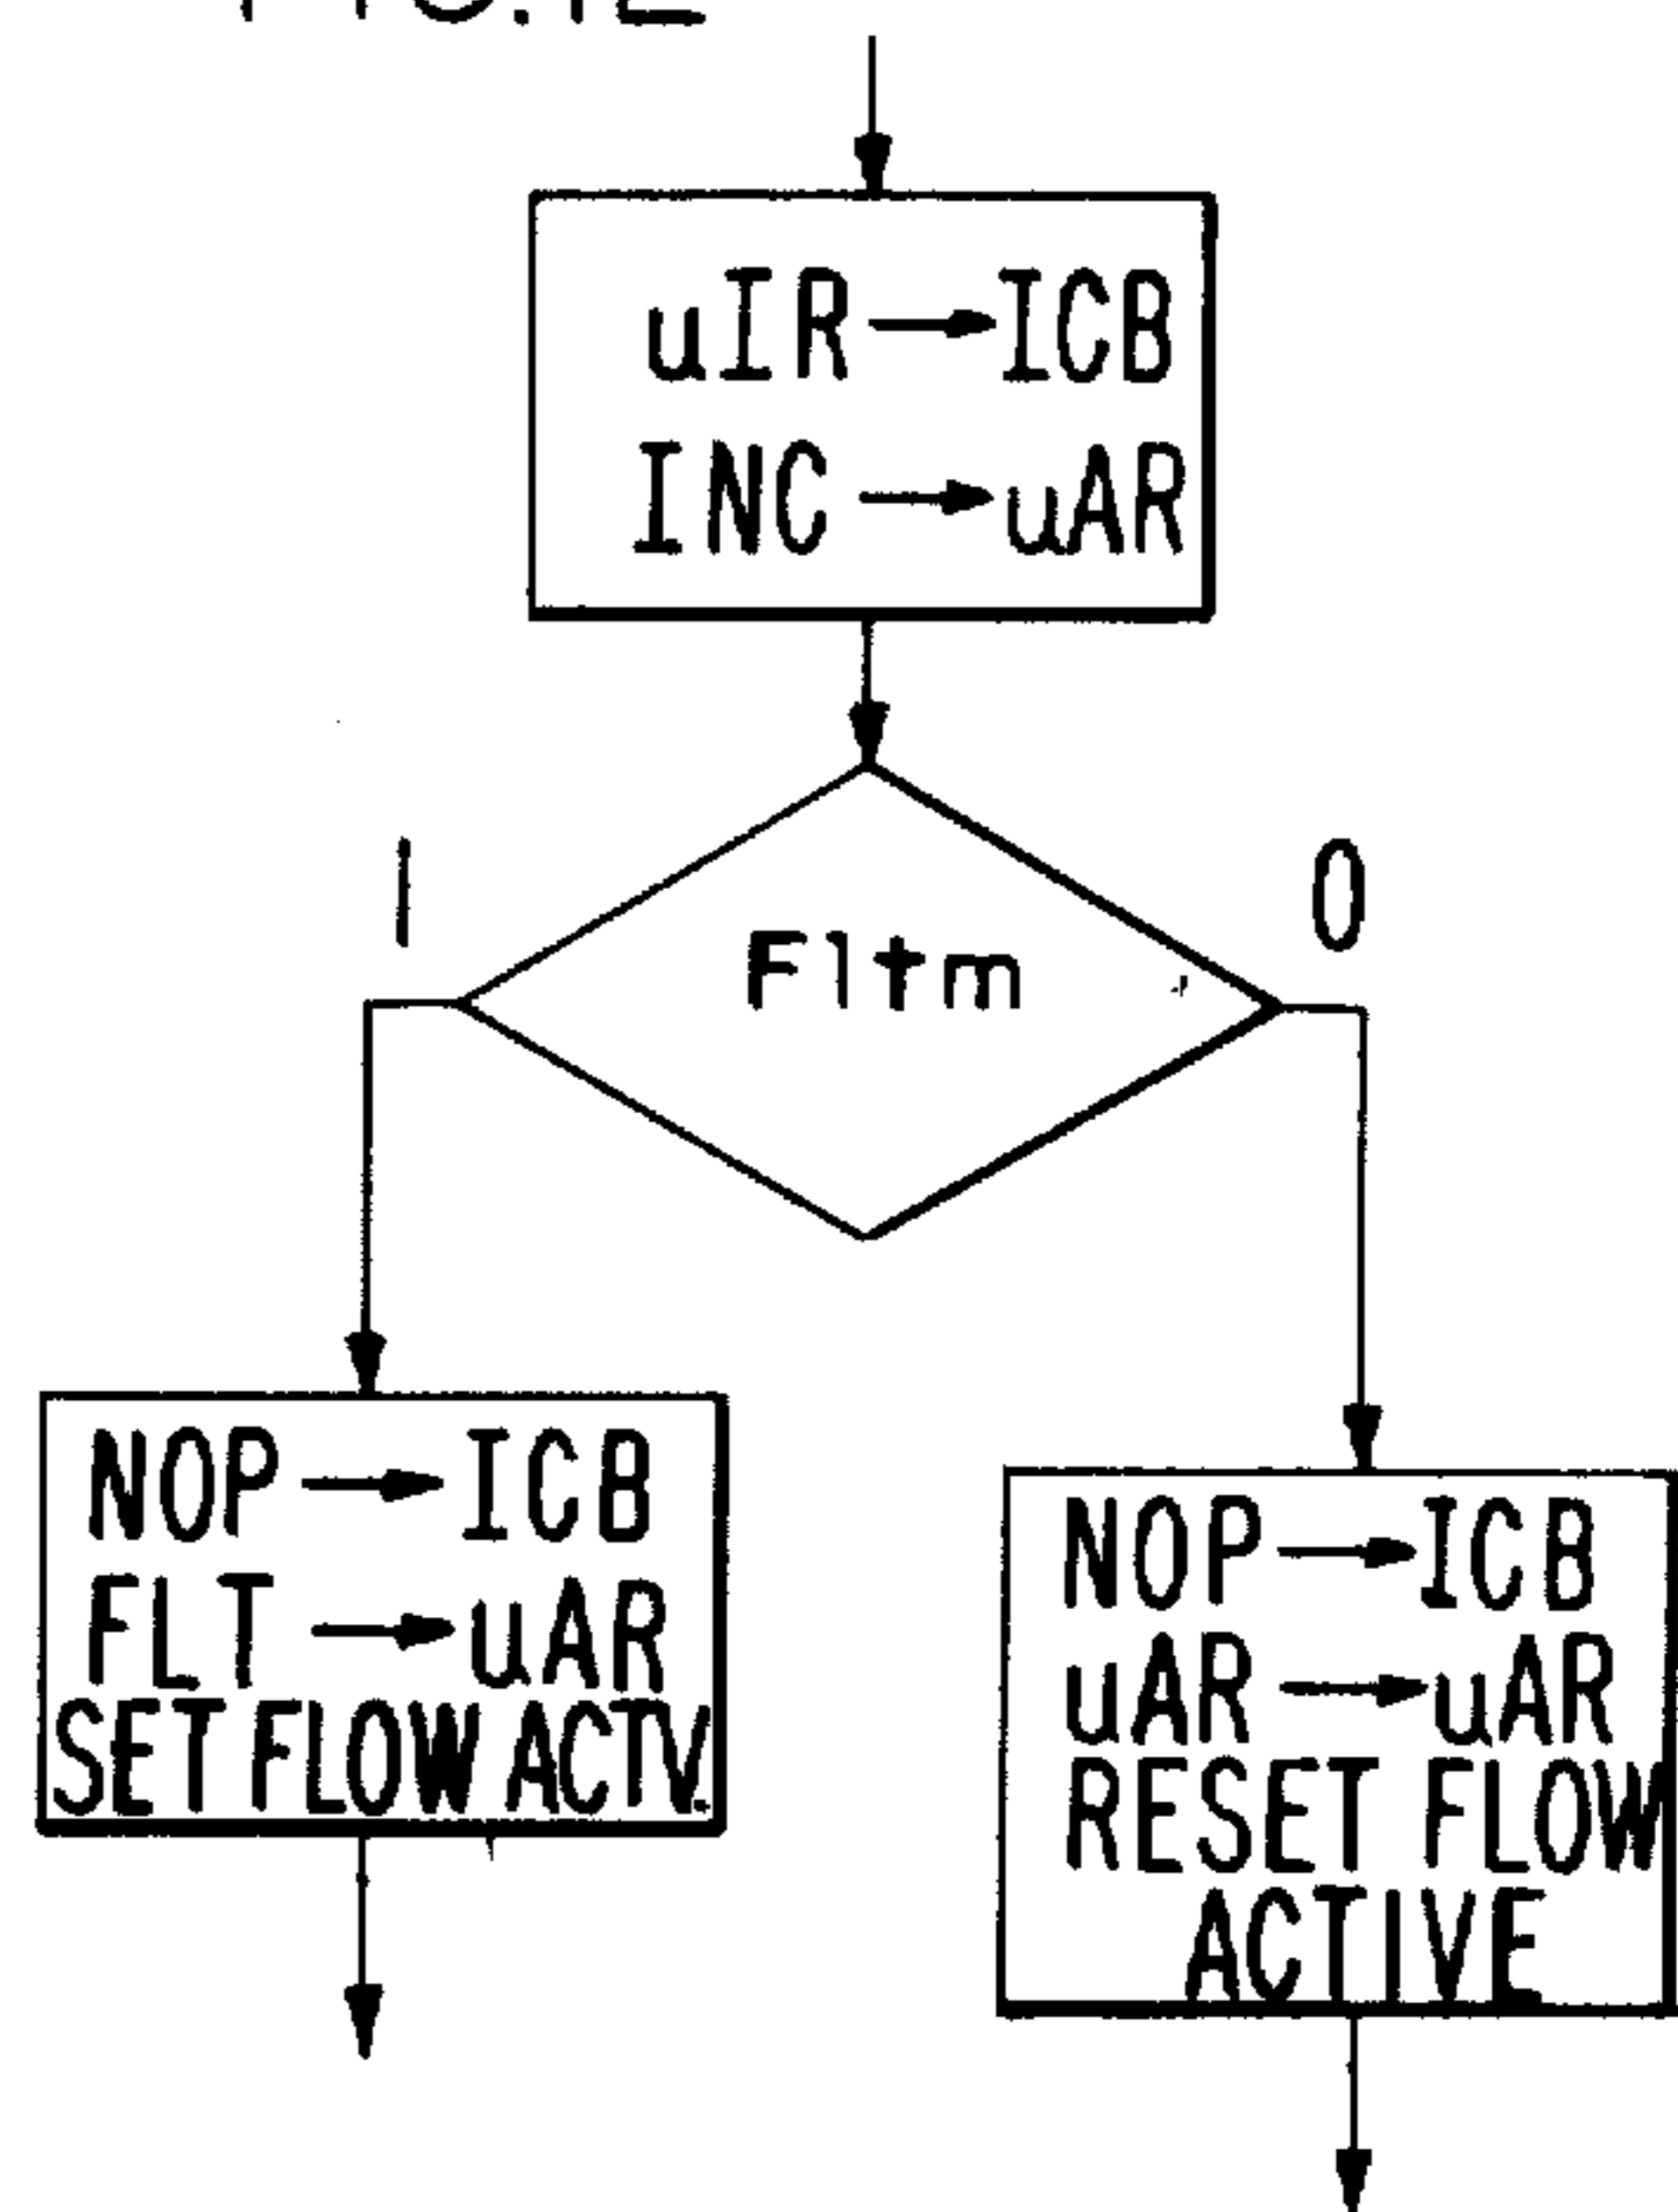 uIR→ICB
INC→uAR
1
0
Fltm
NOP→ICB
FLT→uAR
SET FLOW ACTV.
NOP→ICB
uAR→uAR
RESET FLOW
ACTIVE